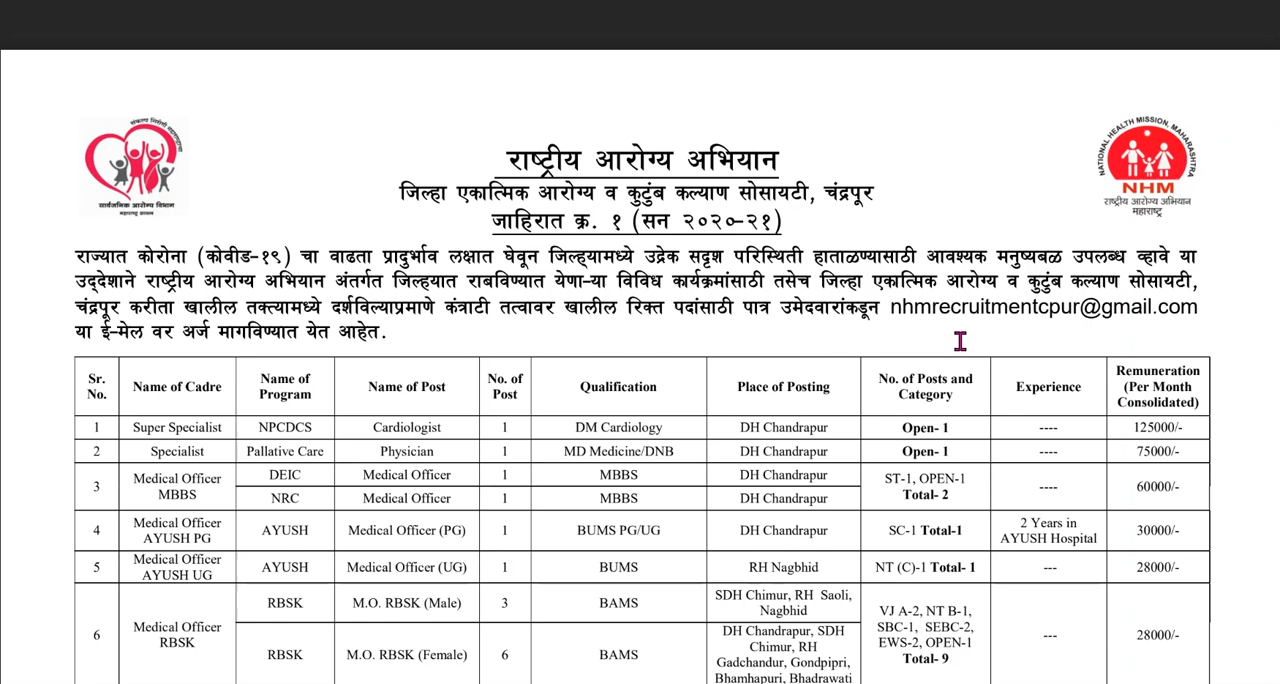 संकल्प निरोगी महाराष्ट्राचा
सार्वजनिक आरोग्य विभाग
महाराष्ट्र शासन
NATIONAL HEALTH MISSION, MAHARASHTRA
NHM
राष्ट्रीय आरोग्य अभियान
महाराष्ट्र
राष्ट्रीय आरोग्य अभियान
जिल्हा एकात्मिक आरोग्य व कुटुंब कल्याण सोसायटी, चंद्रपूर
जाहिरात क्र. १ (सन २०२०-२१)
राज्यात कोरोना (कोवीड-१९) चा वाढता प्रादुर्भाव लक्षात घेवून जिल्हयामध्ये उद्रेक सदृश परिस्थिती हाताळण्यासाठी आवश्यक मनुष्यबळ उपलब्ध व्हावे या
उद्देशाने राष्ट्रीय आरोग्य अभियान अंतर्गत जिल्हयात राबविण्यात येणा-या विविध कार्यक्रमांसाठी तसेच जिल्हा एकात्मिक आरोग्य व कुटुंब कल्याण सोसायटी,
चंद्रपूर करीता खालील तक्त्यामध्ये दर्शविल्याप्रमाणे कंत्राटी तत्वावर खालील रिक्त पदांसाठी पात्र उमेदवारांकडून nhmrecruitmentcpur@gmail.com
या ई-मेल वर अर्ज मागविण्यात येत आहेत.
Sr. No. Name of Cadre Name of Program Name of Post No. of Post Qualification Place of Posting No. of Posts and Category Experience Remuneration (Per Month Consolidated)
1 Super Specialist NPCDCS Cardiologist 1 DM Cardiology DH Chandrapur Open- 1 ---- 125000/-
2 Specialist Pallative Care Physician 1 MD Medicine/DNB DH Chandrapur Open- 1 ---- 75000/-
3 Medical Officer MBBS DEIC Medical Officer 1 MBBS DH Chandrapur ST-1, OPEN-1 Total- 2 ---- 60000/-
NRC Medical Officer 1 MBBS DH Chandrapur
4 Medical Officer AYUSH PG AYUSH Medical Officer (PG) 1 BUMS PG/UG DH Chandrapur SC-1 Total-1 2 Years in AYUSH Hospital 30000/-
5 Medical Officer AYUSH UG AYUSH Medical Officer (UG) 1 BUMS RH Nagbhid NT (C)-1 Total- 1 --- 28000/-
6 Medical Officer RBSK RBSK M.O. RBSK (Male) 3 BAMS SDH Chimur, RH Saoli, Nagbhid VJ A-2, NT B-1, SBC-1, SEBC-2, EWS-2, OPEN-1 Total- 9 --- 28000/-
RBSK M.O. RBSK (Female) 6 BAMS DH Chandrapur, SDH Chimur, RH Gadchandur, Gondpipri, Bhamhapuri, Bhadrawati